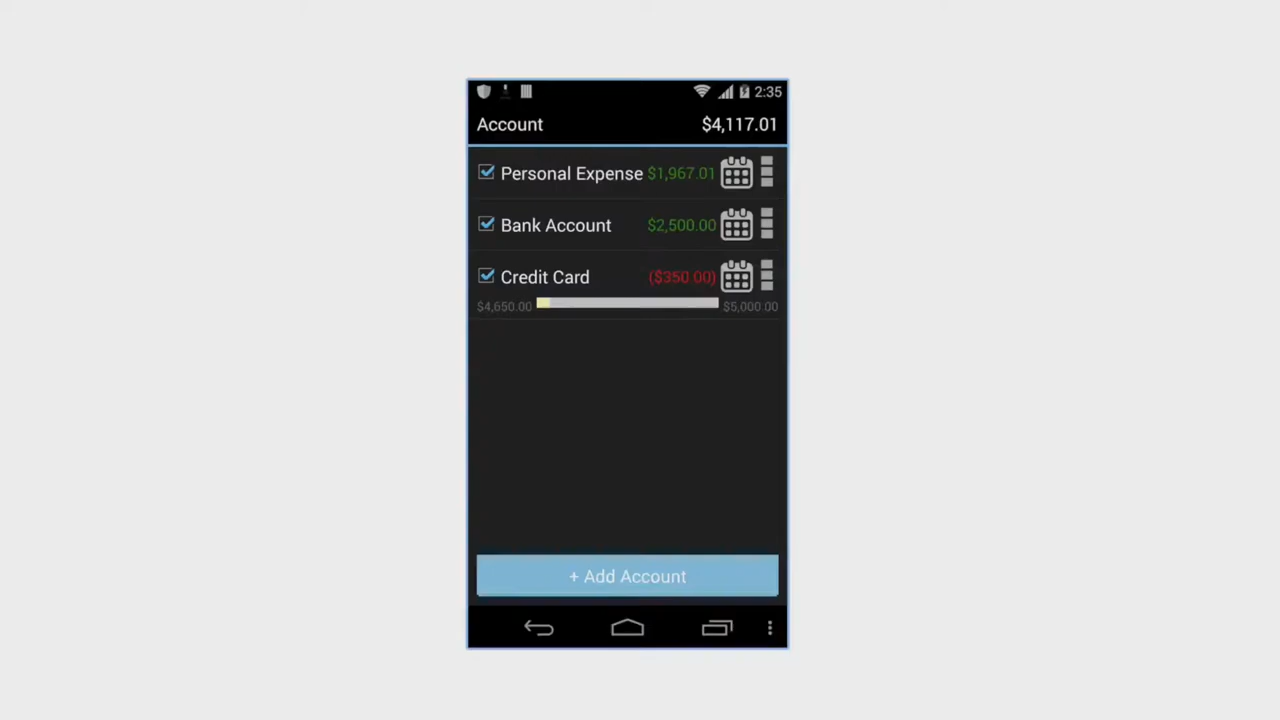 2:35
Account $4,117.01
Personal Expense $1,967.01
Bank Account $2,500.00
Credit Card ($350.00)
$4,650.00 $5,000.00
+ Add Account